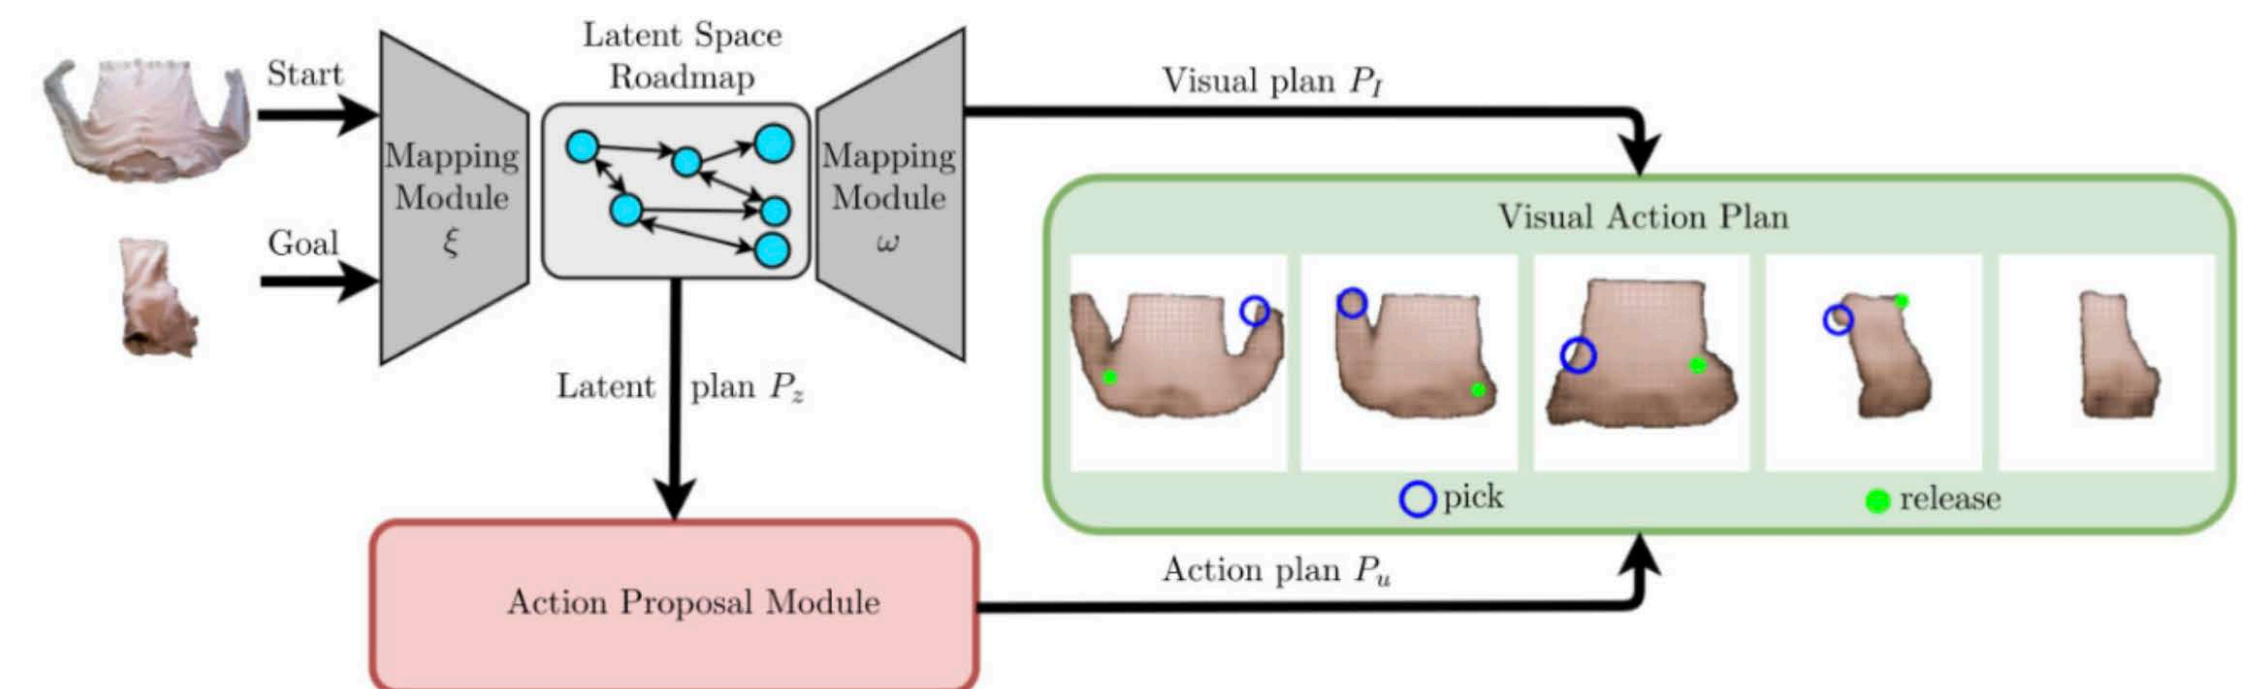 Start
Goal
Mapping
Module
ξ
Latent Space
Roadmap
Mapping
Module
ω
Visual plan P_I
Latent plan P_z
Action Proposal Module
Action plan P_u
Visual Action Plan
pick
release